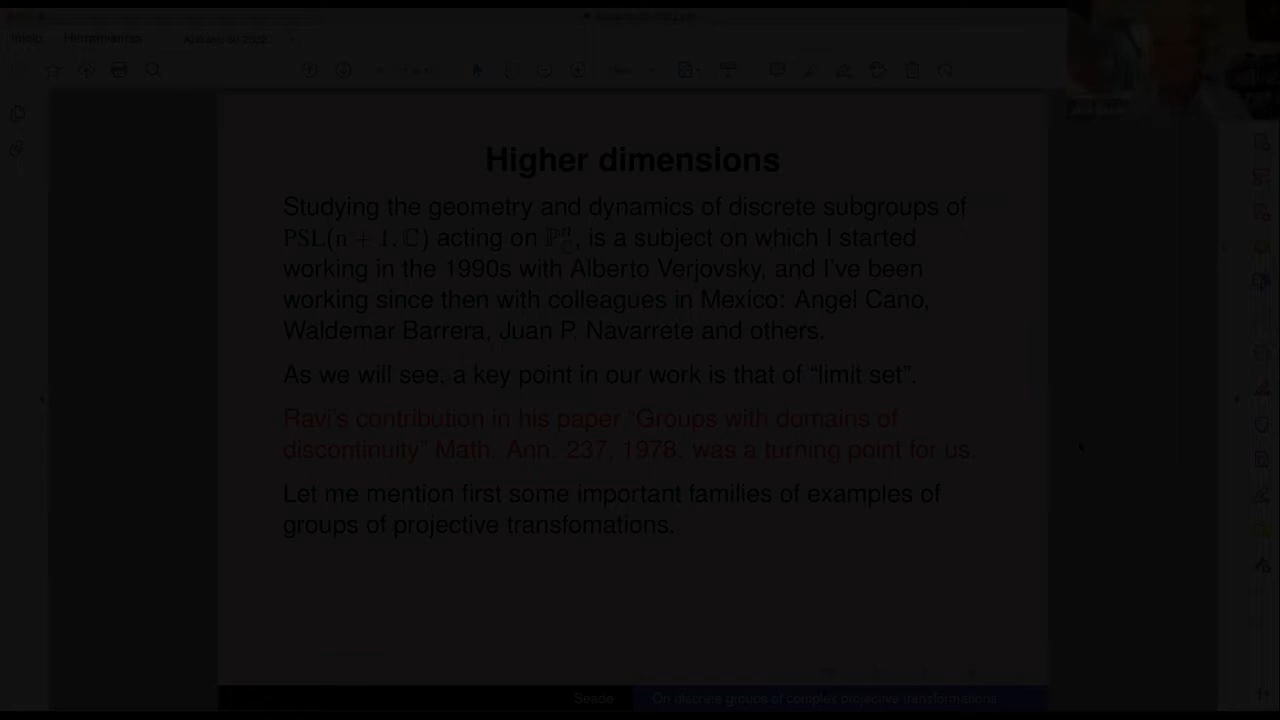 Inicio Herramientas
Higher dimensions
Studying the geometry and dynamics of discrete subgroups of
PSL(n + 1, ℂ) acting on ℙⁿ_ℂ, is a subject on which I started
working in the 1990s with Alberto Verjovsky, and I've been
working since then with colleagues in Mexico: Angel Cano,
Waldemar Barrera, Juan P. Navarrete and others.
As we will see, a key point in our work is that of “limit set”.
Ravi's contribution in his paper “Groups with domains of
discontinuity” Math. Ann. 237, 1978. was a turning point for us.
Let me mention first some important families of examples of
groups of projective transfomations.
Seade On discrete groups of complex projective transformations